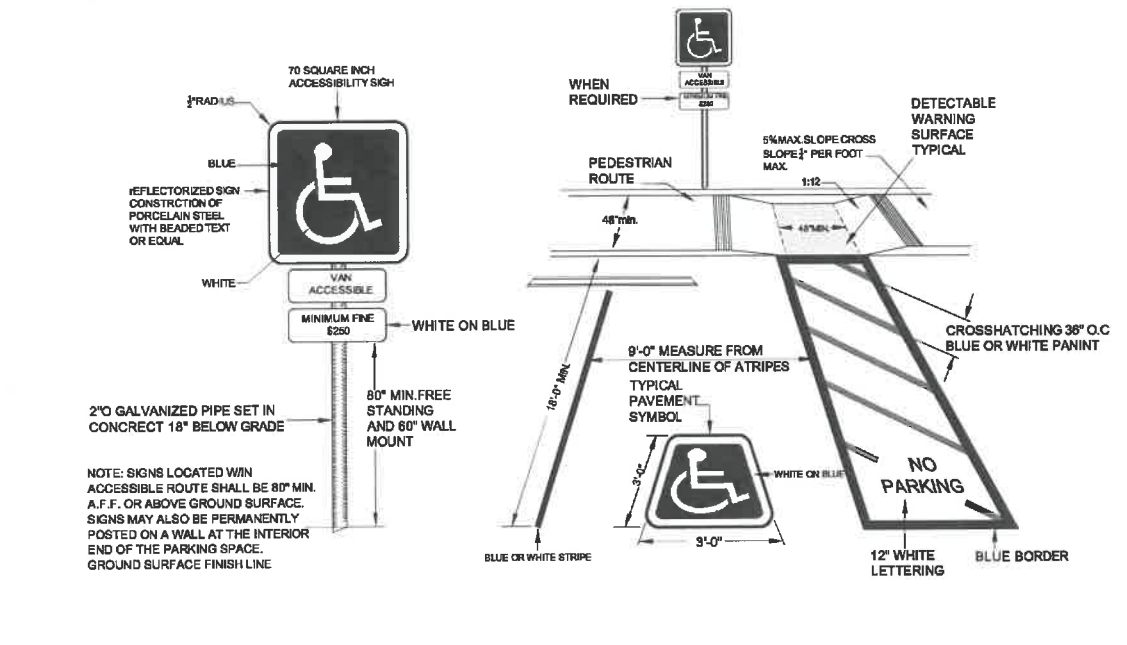 70 SQUARE INCH
ACCESSIBILITY SIGH
½"RADIUS
BLUE
rEFLECTORIZED SIGN
CONSTRCTION OF
PORCELAIN STEEL
WITH BEADED TEXT
OR EQUAL
WHITE
VAN
ACCESSIBLE
MINIMUM FINE
$250
WHITE ON BLUE
80" MIN.FREE
STANDING
AND 60" WALL
MOUNT
2"O GALVANIZED PIPE SET IN
CONCRECT 18" BELOW GRADE
NOTE: SIGNS LOCATED WIN
ACCESSIBLE ROUTE SHALL BE 80" MIN.
A.F.F. OR ABOVE GROUND SURFACE.
SIGNS MAY ALSO BE PERMANENTLY
POSTED ON A WALL AT THE INTERIOR
END OF THE PARKING SPACE.
GROUND SURFACE FINISH LINE
VAN
ACCESSIBLE
MINIMUM FINE
$250
WHEN
REQUIRED
PEDESTRIAN
ROUTE
5%MAX.SLOPE CROSS
SLOPE ¼" PER FOOT
MAX.
1:12
DETECTABLE
WARNING
SURFACE
TYPICAL
48"min.
48"MIN.
CROSSHATCHING 36" O.C
BLUE OR WHITE PANINT
9'-0" MEASURE FROM
CENTERLINE OF ATRIPES
18'-0" MIN.
TYPICAL
PAVEMENT
SYMBOL
WHITE ON BLUE
3'-0"
3'-0"
BLUE OR WHITE STRIPE
NO
PARKING
12" WHITE
LETTERING
BLUE BORDER